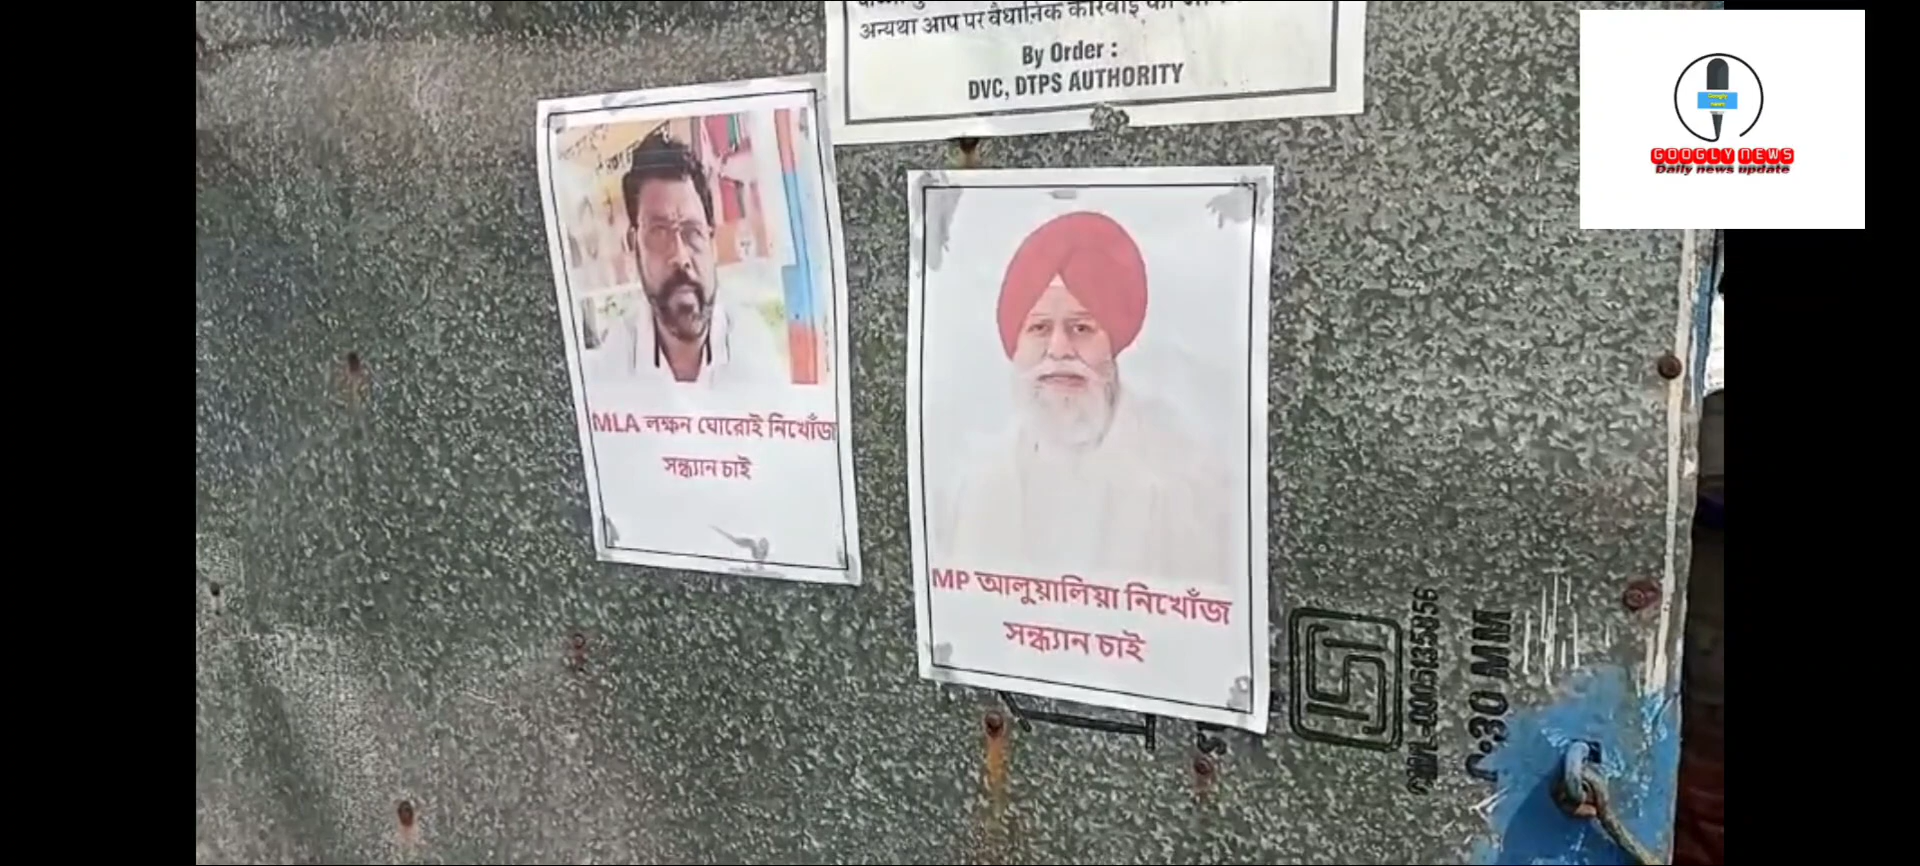 अन्यथा आप पर वैधानिक कार्रवाई
By Order :
DVC, DTPS AUTHORITY
MLA লক্ষন ঘোরোই নিখোঁজ
সন্ধ্যান চাই
MP আলুয়ালিয়া নিখোঁজ
সন্ধ্যান চাই
GOOGLY NEWS
Daily news update
0:30 MM